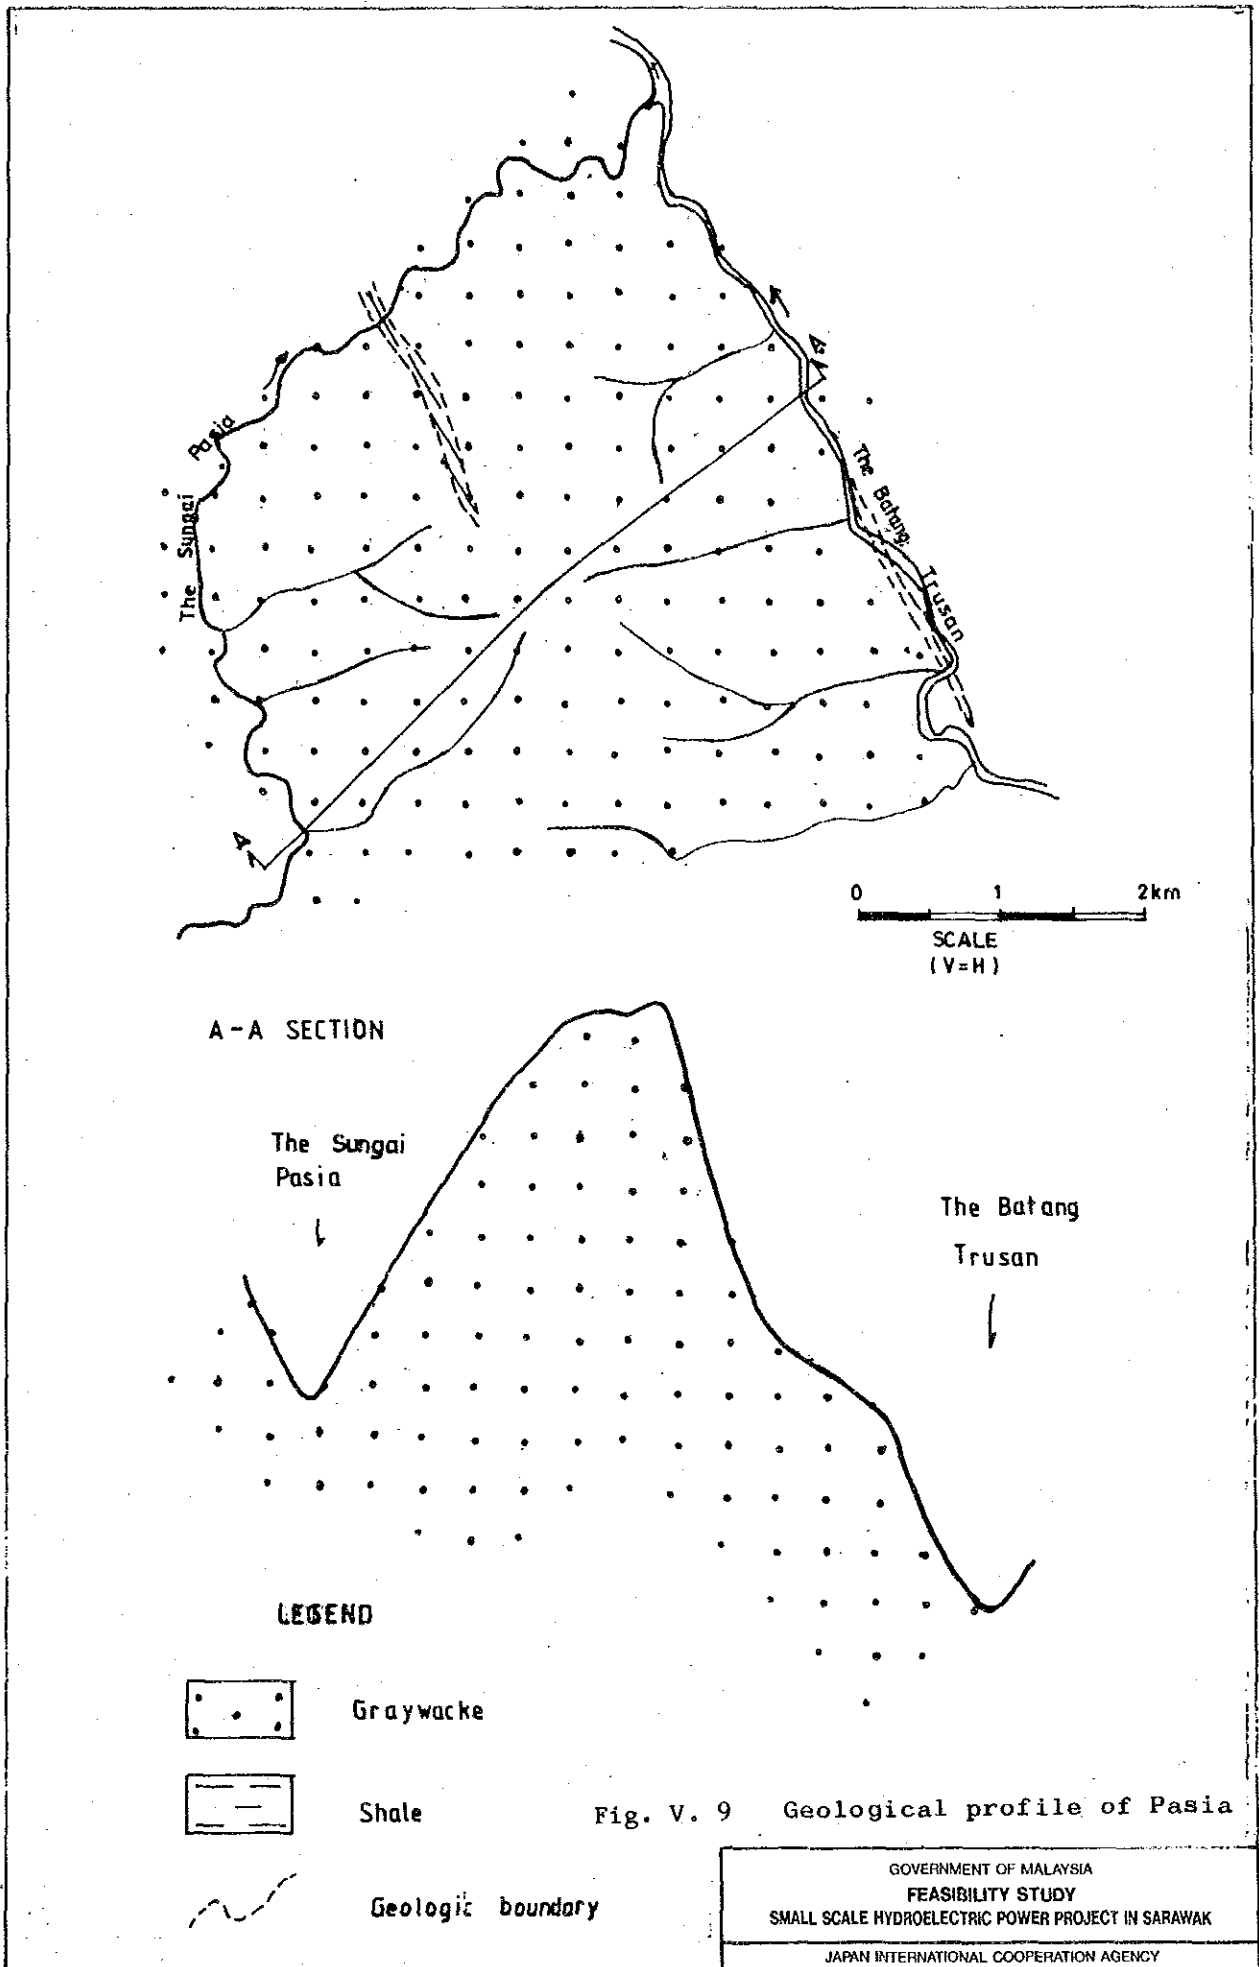 The Sungai Pasia
A
The Batang Trusan
A
0 1 2km
SCALE
(V=H)
A-A SECTION
The Sungai
Pasia
The Batang
Trusan
LEGEND
Graywacke
Shale
Geologic boundary
Fig. V. 9 Geological profile of Pasia
GOVERNMENT OF MALAYSIA
FEASIBILITY STUDY
SMALL SCALE HYDROELECTRIC POWER PROJECT IN SARAWAK
JAPAN INTERNATIONAL COOPERATION AGENCY